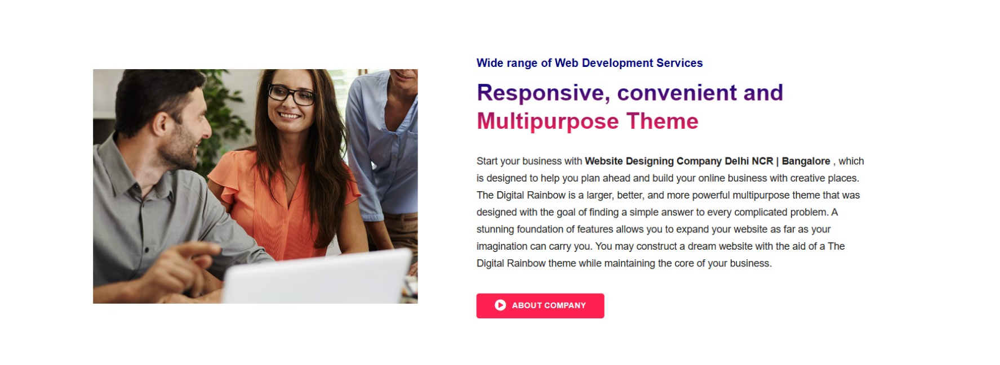 Wide range of Web Development Services
Responsive, convenient and
Multipurpose Theme
Start your business with Website Designing Company Delhi NCR | Bangalore , which
is designed to help you plan ahead and build your online business with creative places.
The Digital Rainbow is a larger, better, and more powerful multipurpose theme that was
designed with the goal of finding a simple answer to every complicated problem. A
stunning foundation of features allows you to expand your website as far as your
imagination can carry you. You may construct a dream website with the aid of a The
Digital Rainbow theme while maintaining the core of your business.
ABOUT COMPANY